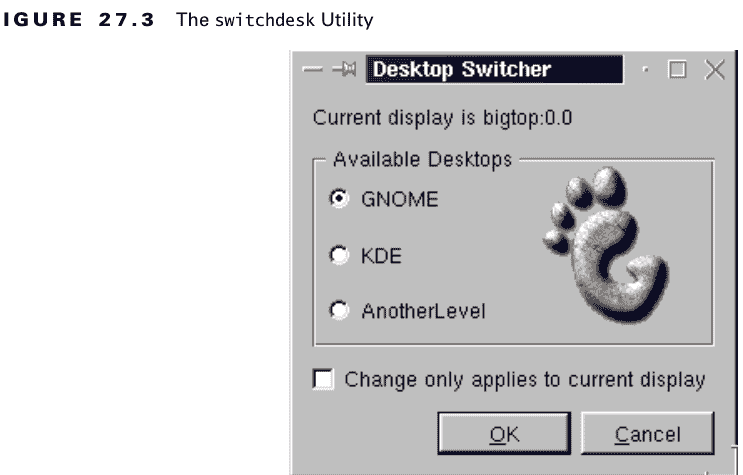 IGURE 27.3 The switchdesk Utility
Desktop Switcher
Current display is bigtop:0.0
Available Desktops
GNOME
KDE
AnotherLevel
Change only applies to current display
OK Cancel